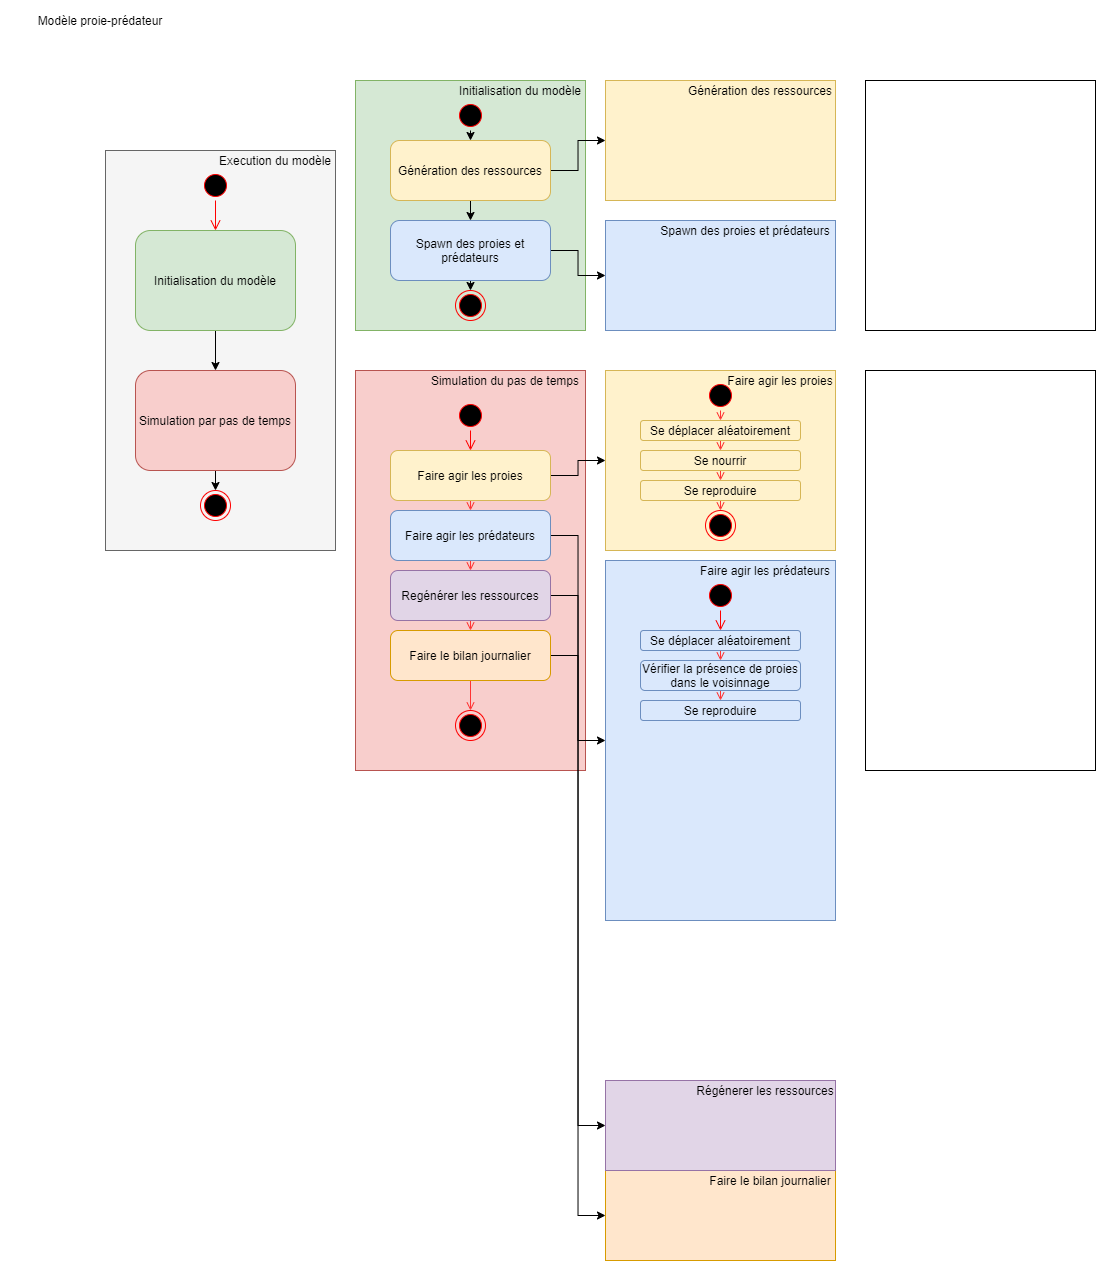 Modèle proie-prédateur
Execution du modèle
Initialisation du modèle
Simulation par pas de temps
Initialisation du modèle
Génération des ressources
Spawn des proies et
prédateurs
Génération des ressources
Spawn des proies et prédateurs
Simulation du pas de temps
Faire agir les proies
Faire agir les prédateurs
Regénérer les ressources
Faire le bilan journalier
Faire agir les proies
Se déplacer aléatoirement
Se nourrir
Se reproduire
Faire agir les prédateurs
Se déplacer aléatoirement
Vérifier la présence de proies
dans le voisinnage
Se reproduire
Régénerer les ressources
Faire le bilan journalier